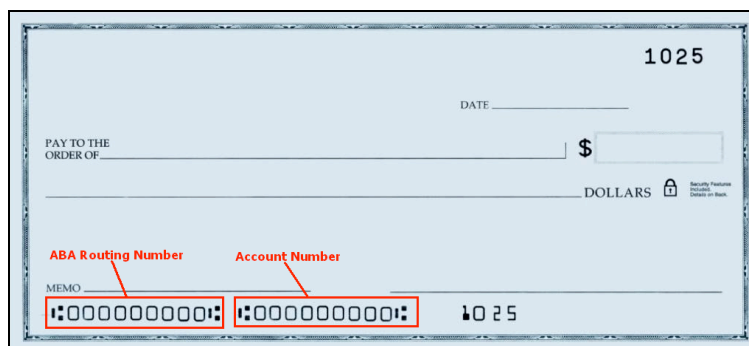 1025
DATE
PAY TO THE
ORDER OF
$
DOLLARS
Security Features
Included.
Details on Back.
ABA Routing Number
Account Number
MEMO
⑆000000000⑆ ⑆000000000⑆ 1025